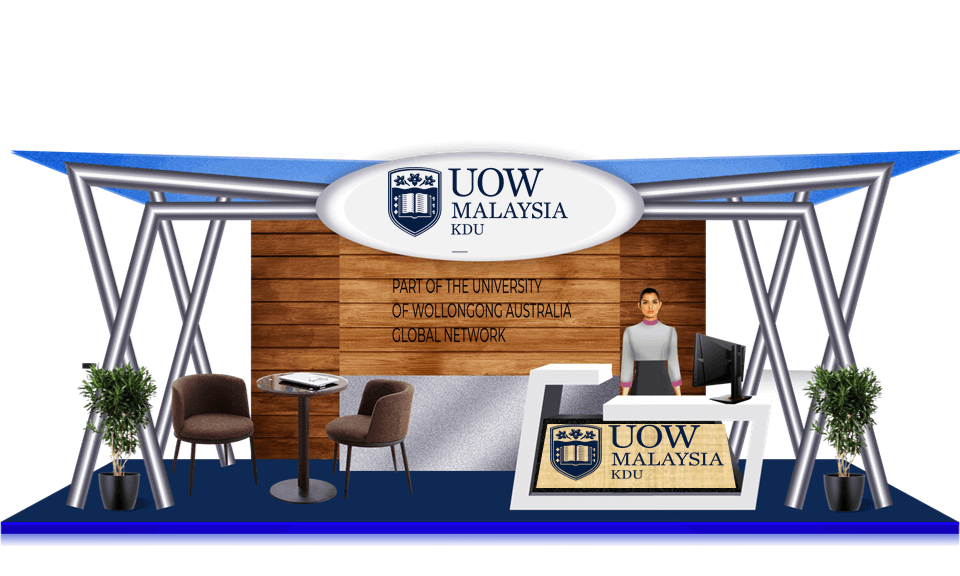 UOW
MALAYSIA
KDU
PART OF THE UNIVERSITY
OF WOLLONGONG AUSTRALIA
GLOBAL NETWORK
UOW
MALAYSIA
KDU